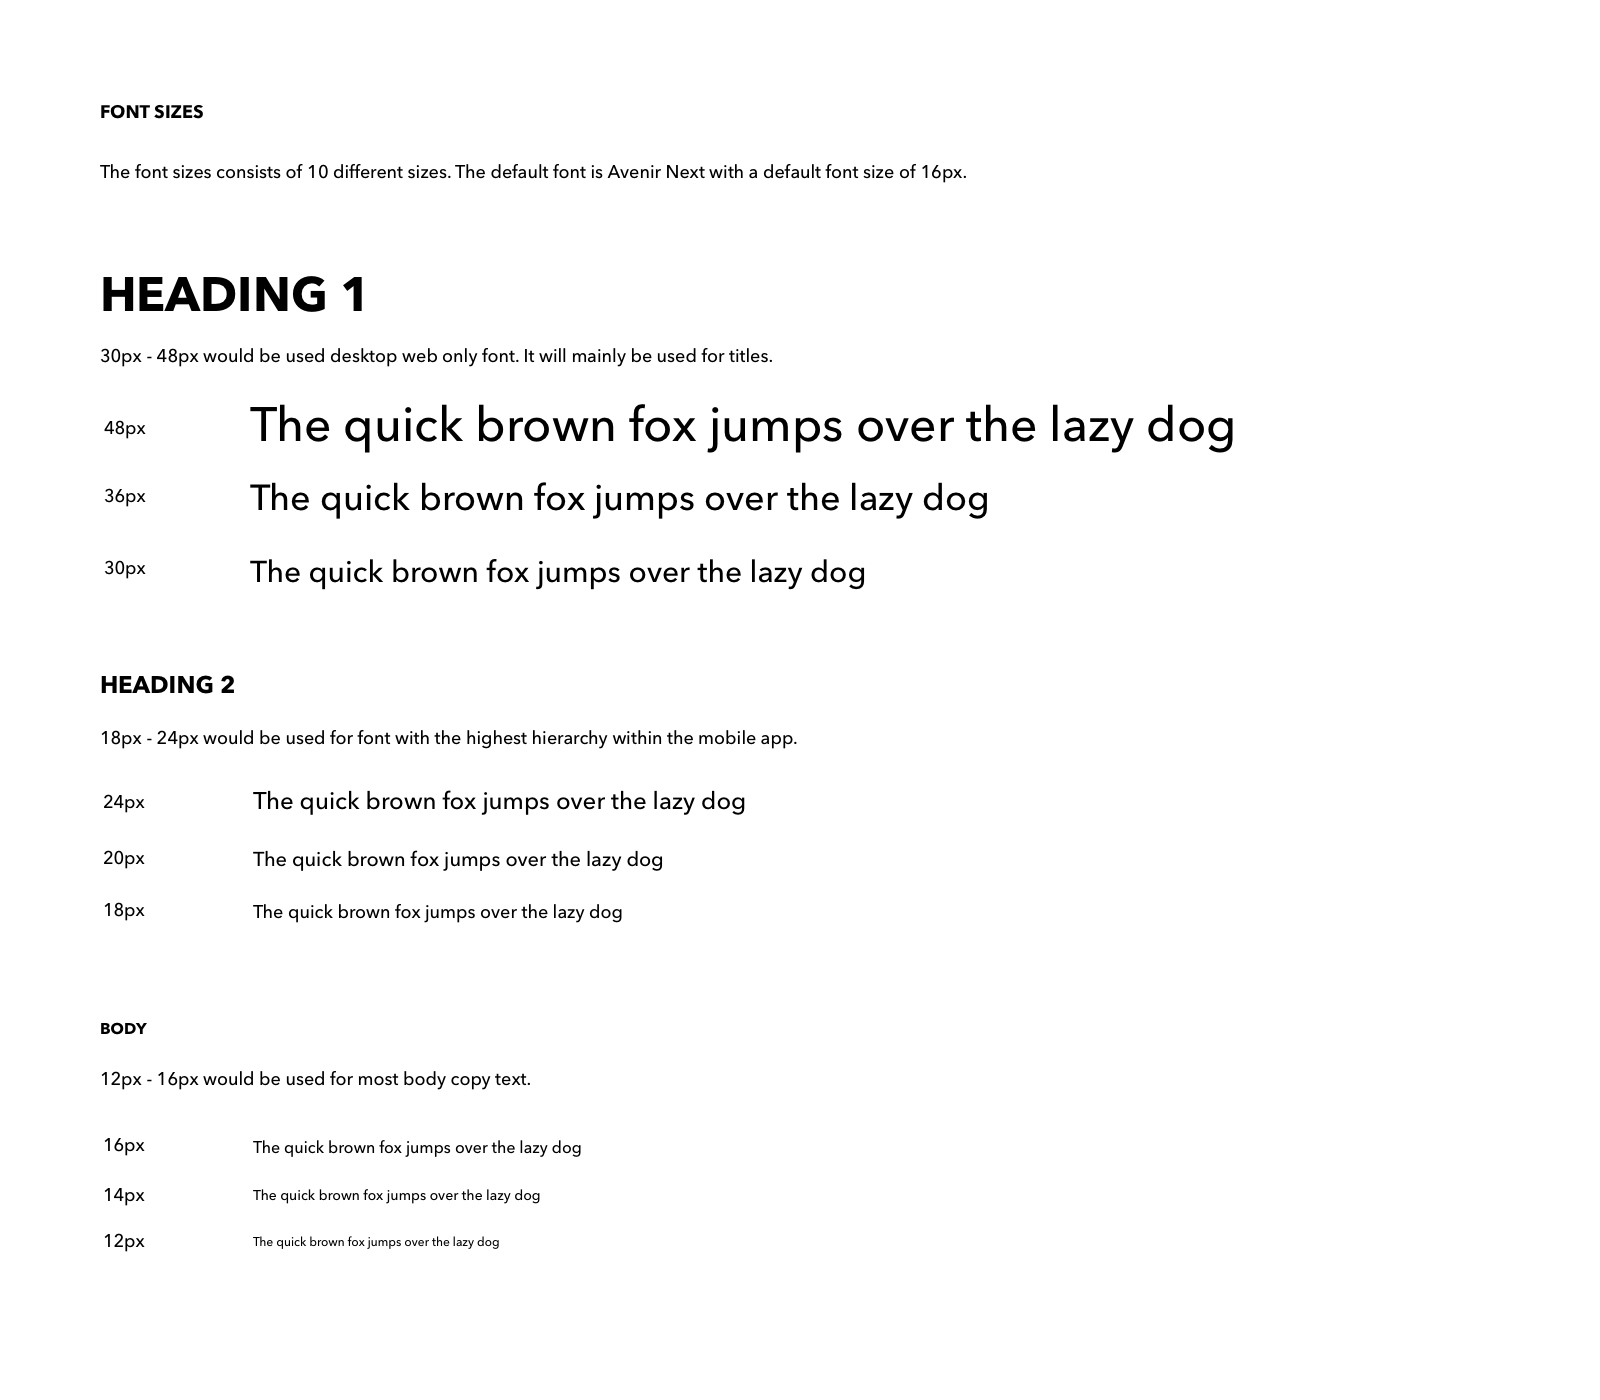 FONT SIZES
The font sizes consists of 10 different sizes. The default font is Avenir Next with a default font size of 16px.
HEADING 1
30px - 48px would be used desktop web only font. It will mainly be used for titles.
48px The quick brown fox jumps over the lazy dog
36px The quick brown fox jumps over the lazy dog
30px The quick brown fox jumps over the lazy dog
HEADING 2
18px - 24px would be used for font with the highest hierarchy within the mobile app.
24px The quick brown fox jumps over the lazy dog
20px The quick brown fox jumps over the lazy dog
18px The quick brown fox jumps over the lazy dog
BODY
12px - 16px would be used for most body copy text.
16px The quick brown fox jumps over the lazy dog
14px The quick brown fox jumps over the lazy dog
12px The quick brown fox jumps over the lazy dog